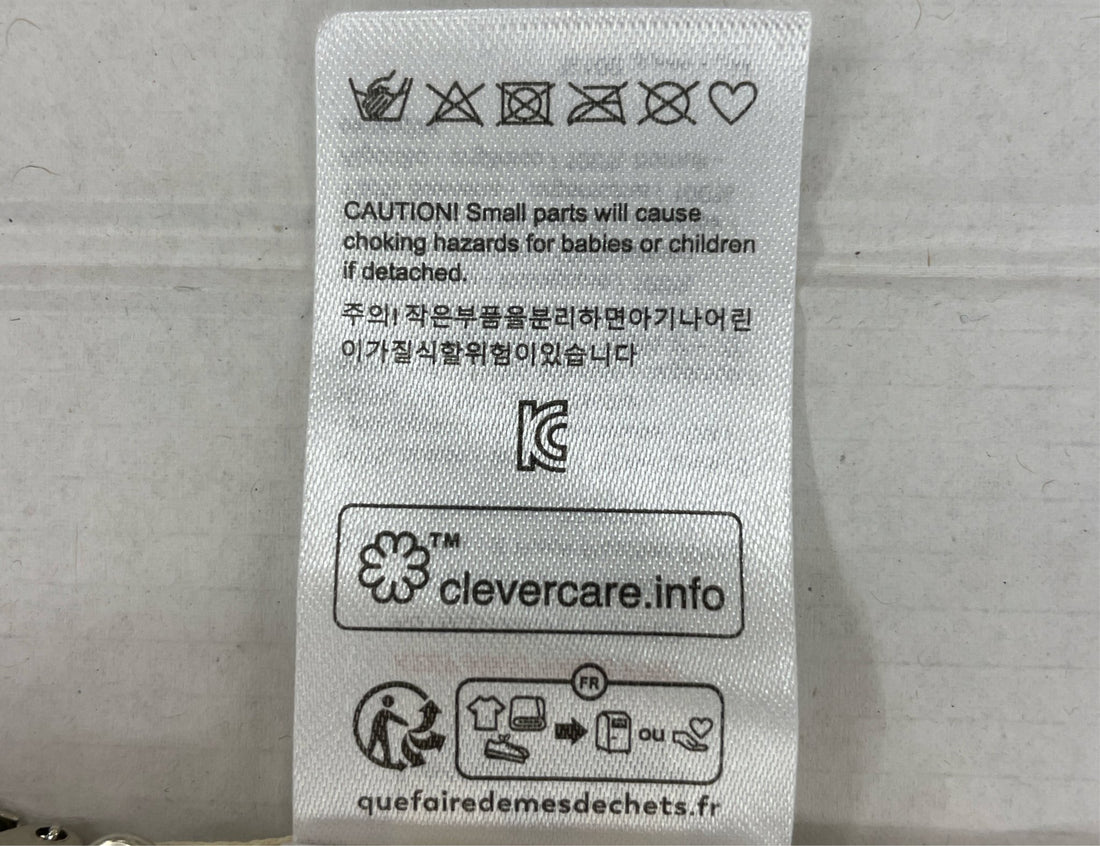 CAUTION! Small parts will cause
choking hazards for babies or children
if detached.
주의! 작은부품을분리하면아기나어린
이가질식할위험이있습니다
KC
TM
clevercare.info
FR
ou
quefairedemesdechets.fr